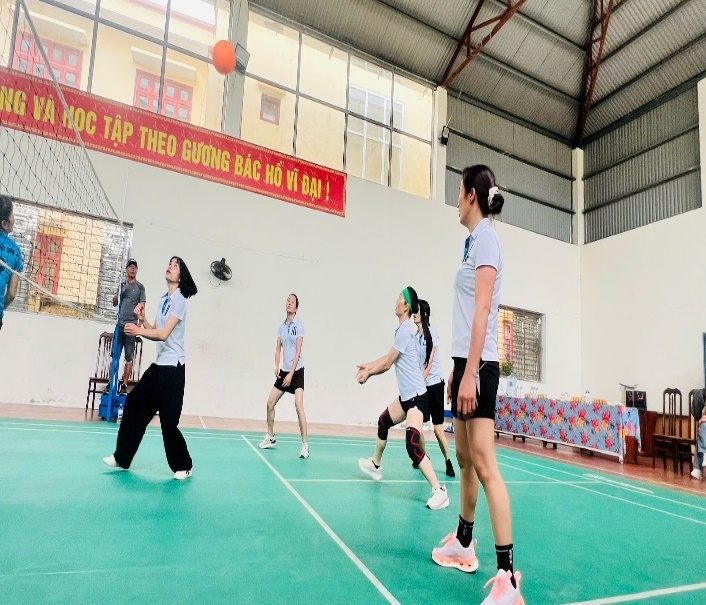 NG VÀ HỌC TẬP THEO GƯƠNG BÁC HỒ VĨ ĐẠI !